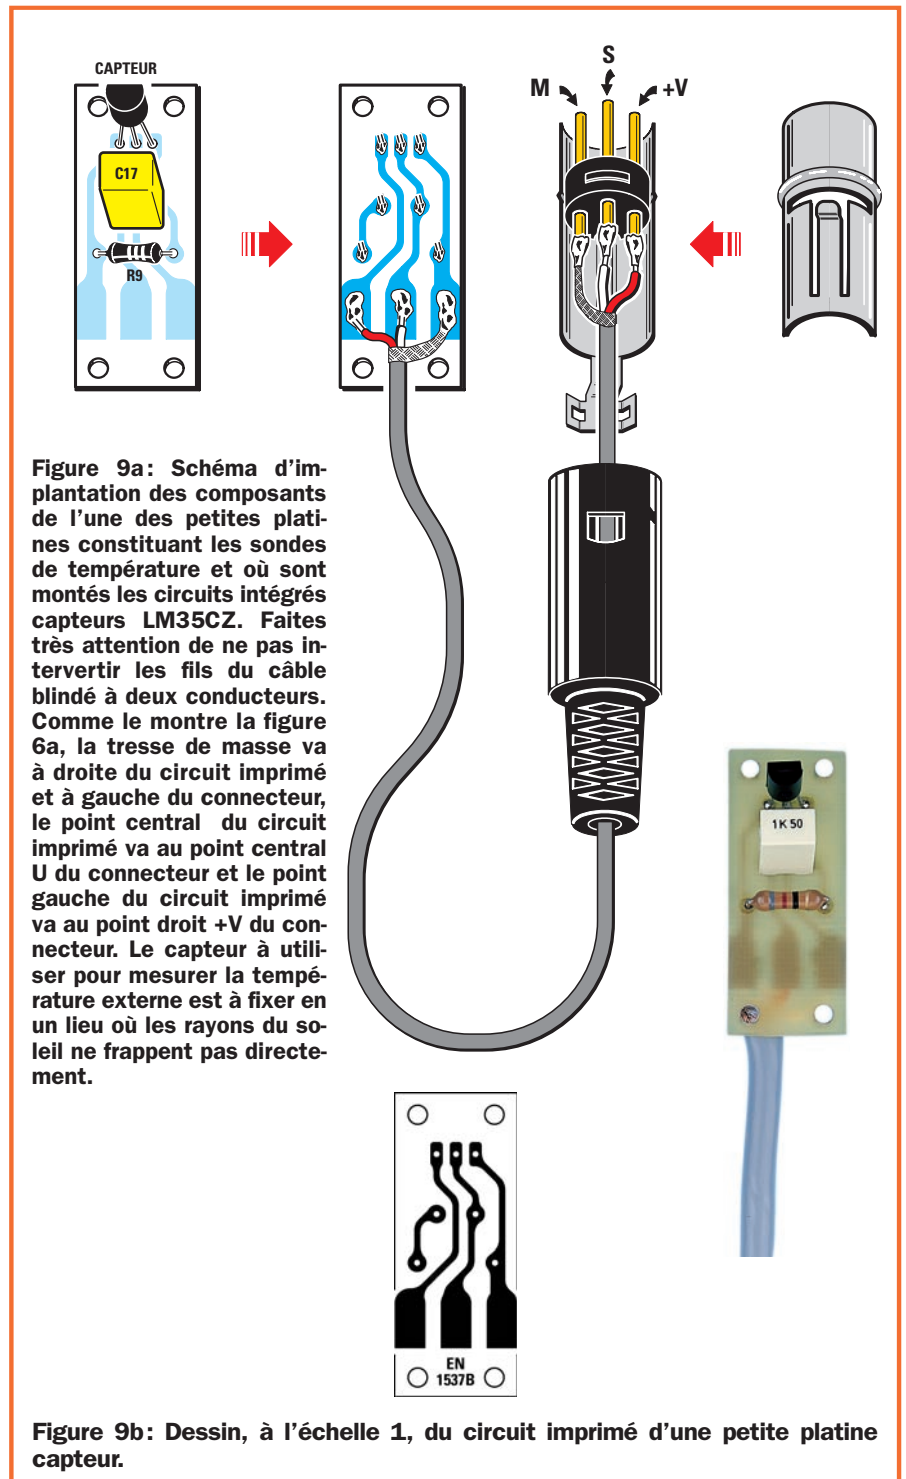 CAPTEUR
C17
R9
S
M
+V
Figure 9a: Schéma d'im-
plantation des composants
de l'une des petites plati-
nes constituant les sondes
de température et où sont
montés les circuits intégrés
capteurs LM35CZ. Faites
très attention de ne pas in-
tervertir les fils du câble
blindé à deux conducteurs.
Comme le montre la figure
6a, la tresse de masse va
à droite du circuit imprimé
et à gauche du connecteur,
le point central du circuit
imprimé va au point central
U du connecteur et le point
gauche du circuit imprimé
va au point droit +V du con-
necteur. Le capteur à utili-
ser pour mesurer la tempé-
rature externe est à fixer en
un lieu où les rayons du so-
leil ne frappent pas directe-
ment.
1K 50
EN
1537B
Figure 9b: Dessin, à l'échelle 1, du circuit imprimé d'une petite platine
capteur.